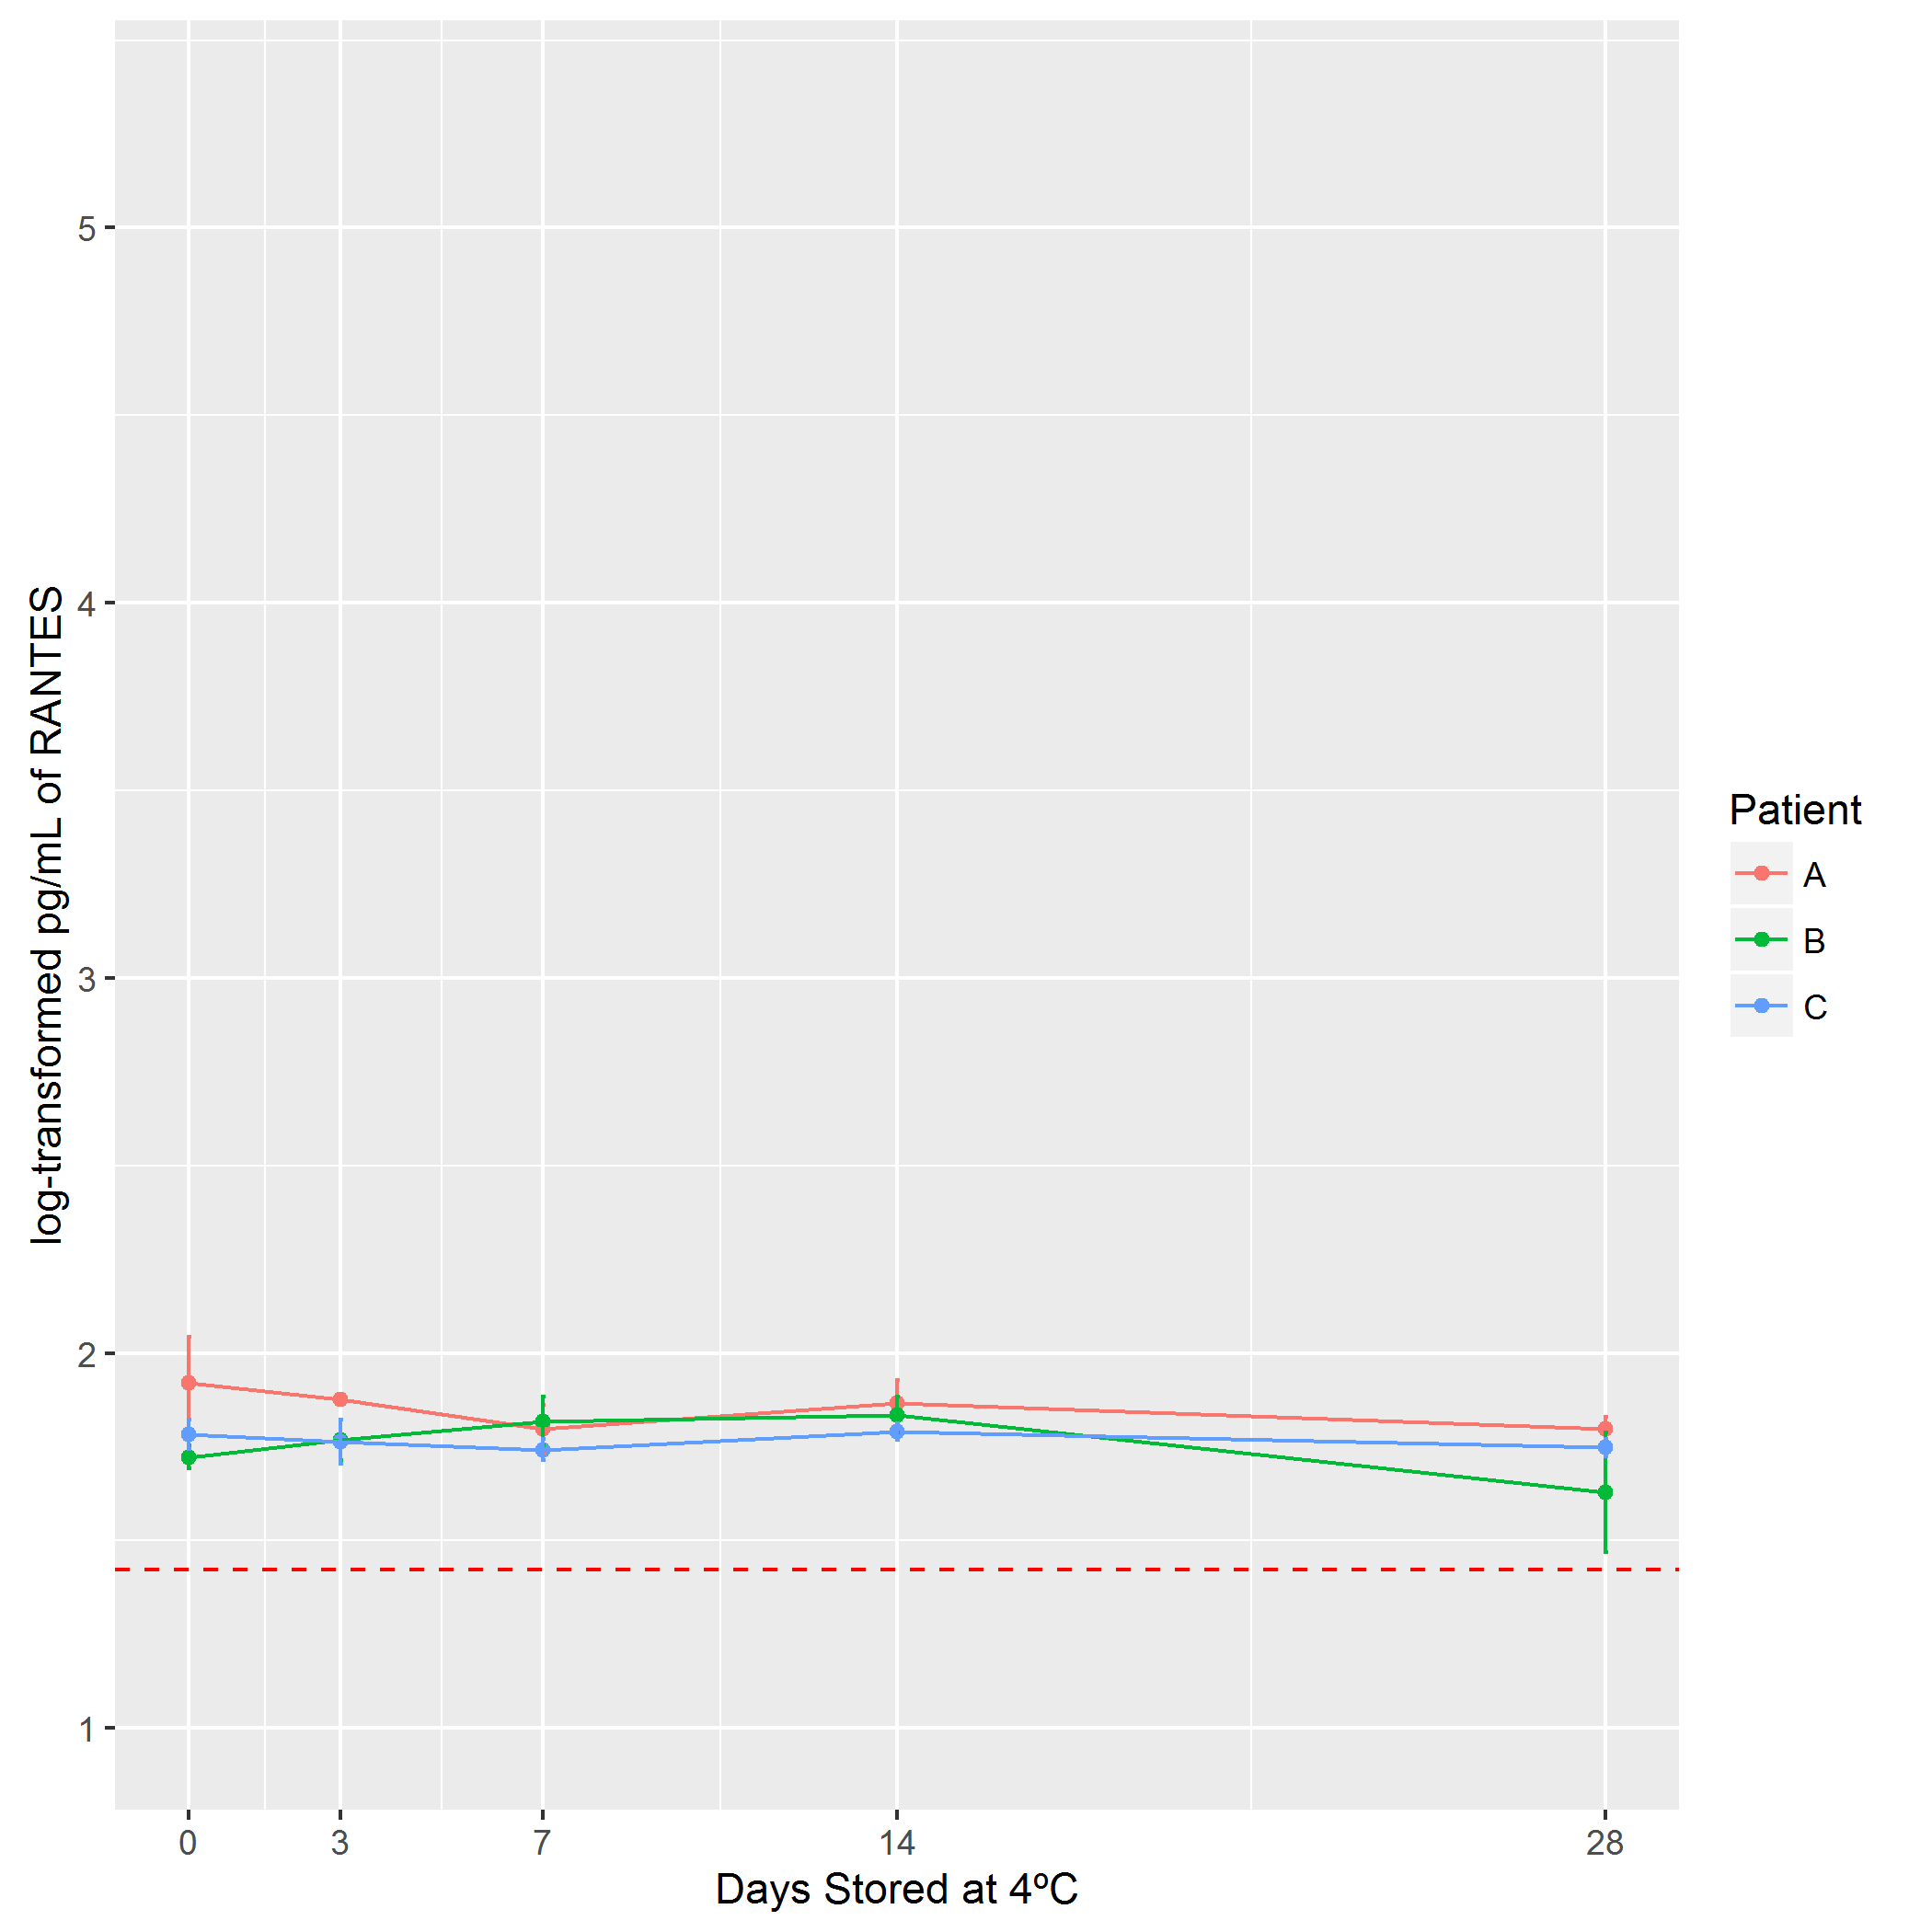 log-transformed pg/mL of RANTES
5
4
3
2
1
0 3 7 14 28
Days Stored at 4ºC
Patient
A
B
C